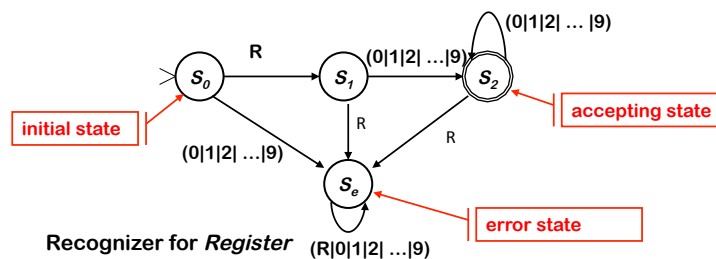 (0|1|2| ...|9)
R
(0|1|2| ...|9)
S0
S1
S2
accepting state
initial state
R
R
(0|1|2| ...|9)
Se
error state
Recognizer for Register
(R|0|1|2| ...|9)